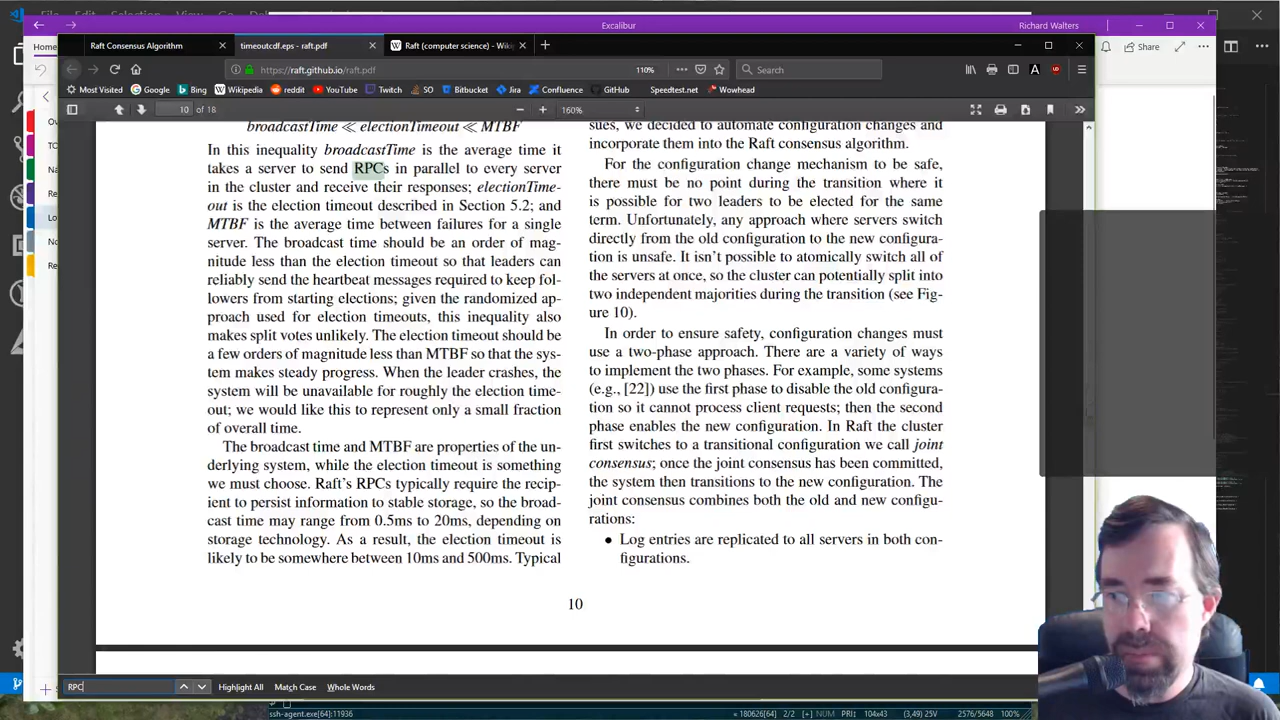 Excalibur
Richard Walters
Home
Share
Raft Consensus Algorithm
timeoutcdf.eps - raft.pdf
Raft (computer science) - Wiki
https://raft.github.io/raft.pdf
110%
Search
Most Visited
Google
Bing
Wikipedia
reddit
YouTube
Twitch
SO
Bitbucket
Jira
Confluence
GitHub
Speedtest.net
Wowhead
10 of 18
160%
broadcastTime ≪ electionTimeout ≪ MTBF
In this inequality broadcastTime is the average time it
takes a server to send RPCs in parallel to every server
in the cluster and receive their responses; electionTime-
out is the election timeout described in Section 5.2; and
MTBF is the average time between failures for a single
server. The broadcast time should be an order of mag-
nitude less than the election timeout so that leaders can
reliably send the heartbeat messages required to keep fol-
lowers from starting elections; given the randomized ap-
proach used for election timeouts, this inequality also
makes split votes unlikely. The election timeout should be
a few orders of magnitude less than MTBF so that the sys-
tem makes steady progress. When the leader crashes, the
system will be unavailable for roughly the election time-
out; we would like this to represent only a small fraction
of overall time.
The broadcast time and MTBF are properties of the un-
derlying system, while the election timeout is something
we must choose. Raft's RPCs typically require the recip-
ient to persist information to stable storage, so the broad-
cast time may range from 0.5ms to 20ms, depending on
storage technology. As a result, the election timeout is
likely to be somewhere between 10ms and 500ms. Typical
sues, we decided to automate configuration changes and
incorporate them into the Raft consensus algorithm.
For the configuration change mechanism to be safe,
there must be no point during the transition where it
is possible for two leaders to be elected for the same
term. Unfortunately, any approach where servers switch
directly from the old configuration to the new configura-
tion is unsafe. It isn't possible to atomically switch all of
the servers at once, so the cluster can potentially split into
two independent majorities during the transition (see Fig-
ure 10).
In order to ensure safety, configuration changes must
use a two-phase approach. There are a variety of ways
to implement the two phases. For example, some systems
(e.g., [22]) use the first phase to disable the old configura-
tion so it cannot process client requests; then the second
phase enables the new configuration. In Raft the cluster
first switches to a transitional configuration we call joint
consensus; once the joint consensus has been committed,
the system then transitions to the new configuration. The
joint consensus combines both the old and new configu-
rations:
• Log entries are replicated to all servers in both con-
figurations.
10
RPC
Highlight All
Match Case
Whole Words
ssh-agent.exe[64]:11936
« 180626[64] 2/2
[+] NUM
PRI:
104x43
(3,49) 25V
2576/5648
100%